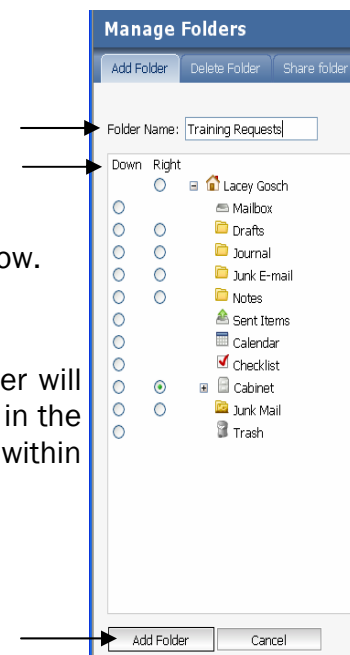 Manage Folders
Add Folder Delete Folder Share folder
Folder Name: Training Requests
Down Right
Lacey Gosch
Mailbox
Drafts
Journal
Junk E-mail
Notes
Sent Items
Calendar
Checklist
Cabinet
Junk Mail
Trash
Add Folder Cancel
ow.
er will
in the
within